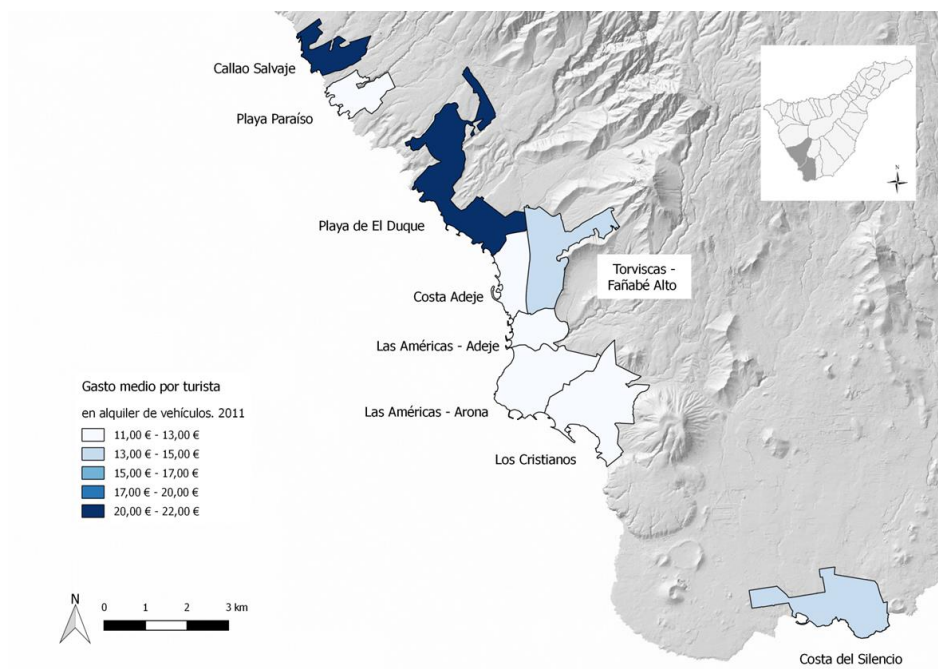 Callao Salvaje
Playa Paraíso
Playa de El Duque
Torviscas -
Fañabé Alto
Costa Adeje
Las Américas - Adeje
Las Américas - Arona
Los Cristianos
Costa del Silencio
Gasto medio por turista
en alquiler de vehículos. 2011
11,00 € - 13,00 €
13,00 € - 15,00 €
15,00 € - 17,00 €
17,00 € - 20,00 €
20,00 € - 22,00 €
N
0 1 2 3 km
N